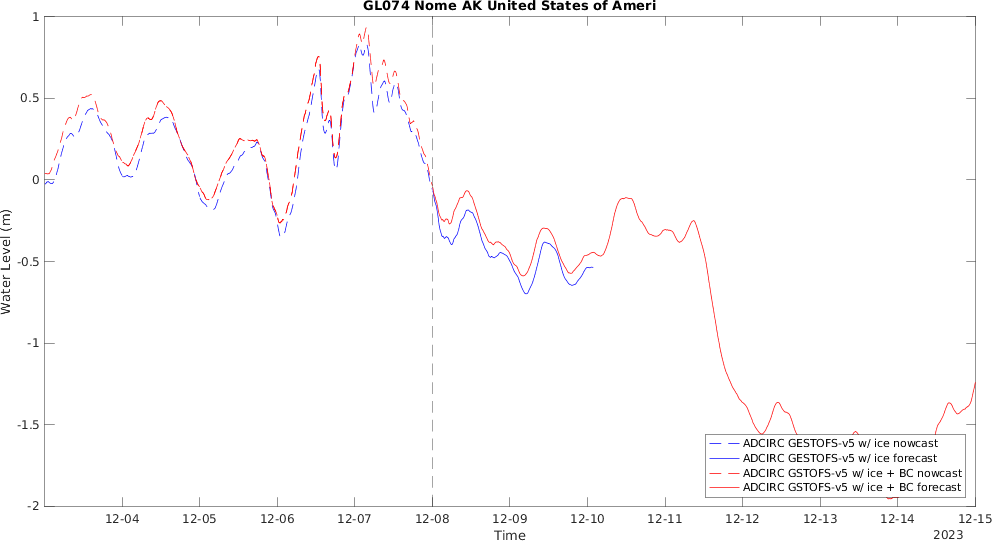 GL074 Nome AK United States of Ameri
Water Level (m)
1
0.5
0
-0.5
-1
-1.5
-2
ADCIRC GESTOFS-v5 w/ ice nowcast
ADCIRC GESTOFS-v5 w/ ice forecast
ADCIRC GSTOFS-v5 w/ ice + BC nowcast
ADCIRC GSTOFS-v5 w/ ice + BC forecast
12-04 12-05 12-06 12-07 12-08 12-09 12-10 12-11 12-12 12-13 12-14 12-15
Time
2023